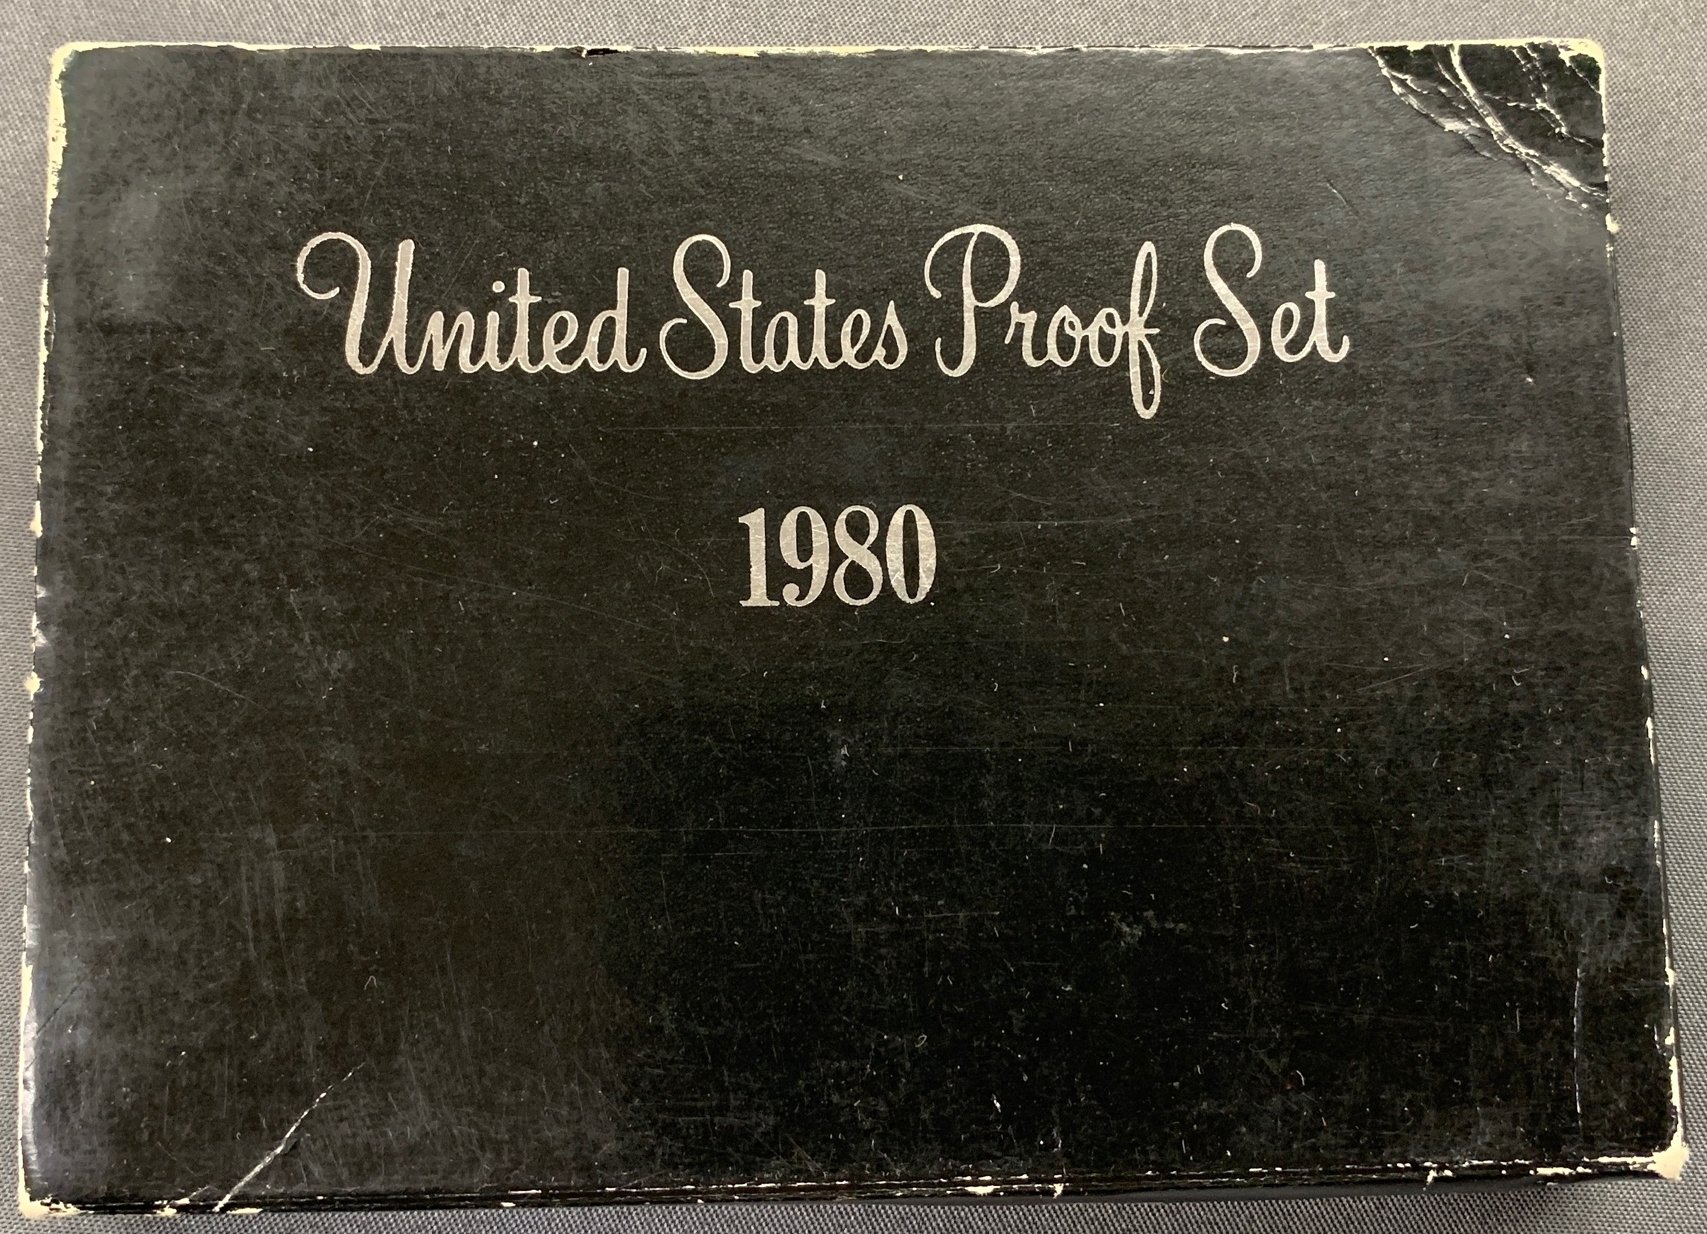 United States Proof Set
1980